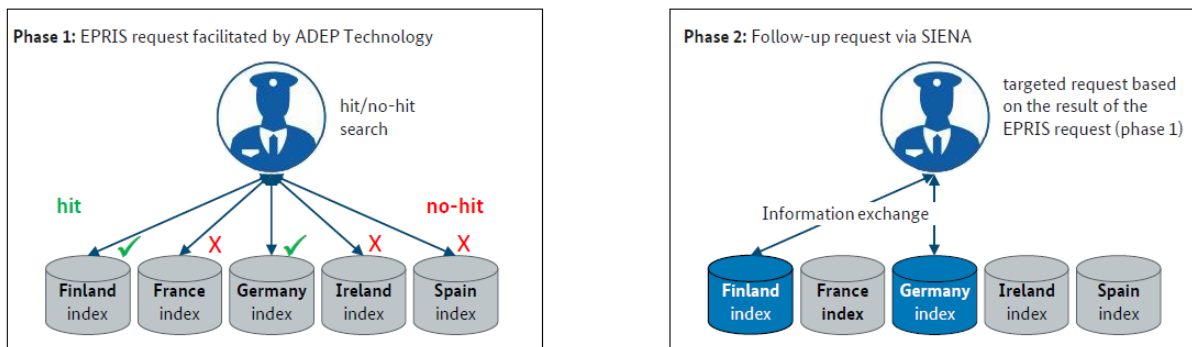 Phase 1: EPRIS request facilitated by ADEP Technology
hit/no-hit
search
hit
no-hit
X
X
X
Finland
index
France
index
Germany
index
Ireland
index
Spain
index
Phase 2: Follow-up request via SIENA
targeted request based
on the result of the
EPRIS request (phase 1)
Information exchange
Finland
index
France
index
Germany
index
Ireland
index
Spain
index